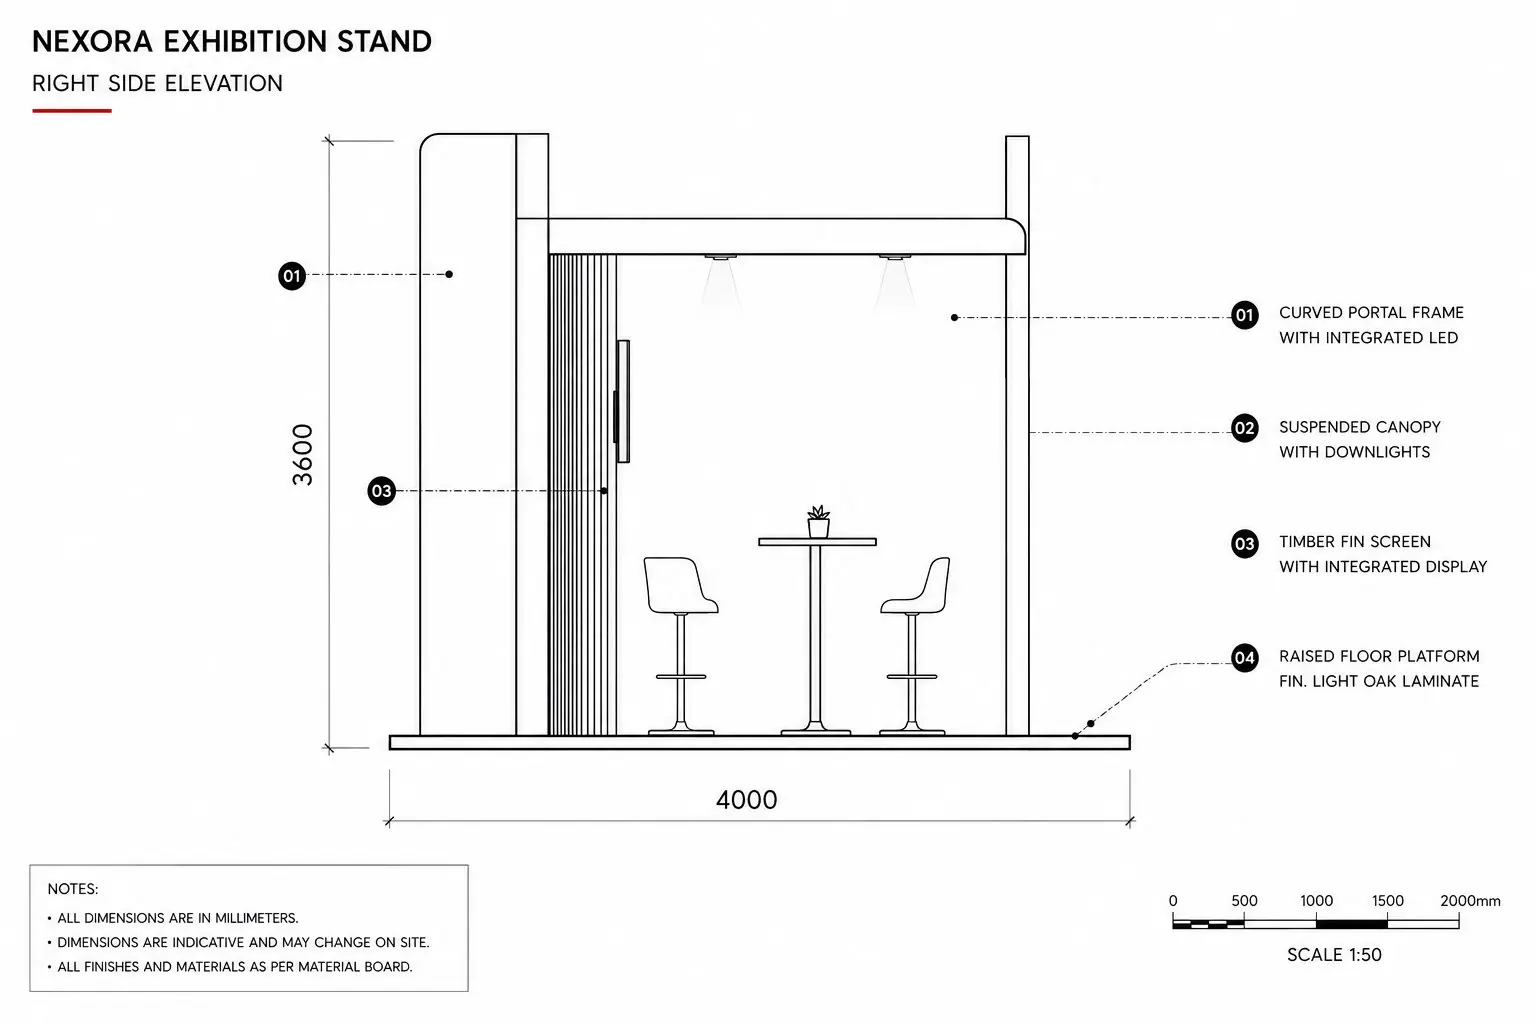 NEXORA EXHIBITION STAND
RIGHT SIDE ELEVATION
01
03
3600
4000
01 CURVED PORTAL FRAME
WITH INTEGRATED LED
02 SUSPENDED CANOPY
WITH DOWNLIGHTS
03 TIMBER FIN SCREEN
WITH INTEGRATED DISPLAY
04 RAISED FLOOR PLATFORM
FIN. LIGHT OAK LAMINATE
NOTES:
• ALL DIMENSIONS ARE IN MILLIMETERS.
• DIMENSIONS ARE INDICATIVE AND MAY CHANGE ON SITE.
• ALL FINISHES AND MATERIALS AS PER MATERIAL BOARD.
0 500 1000 1500 2000mm
SCALE 1:50